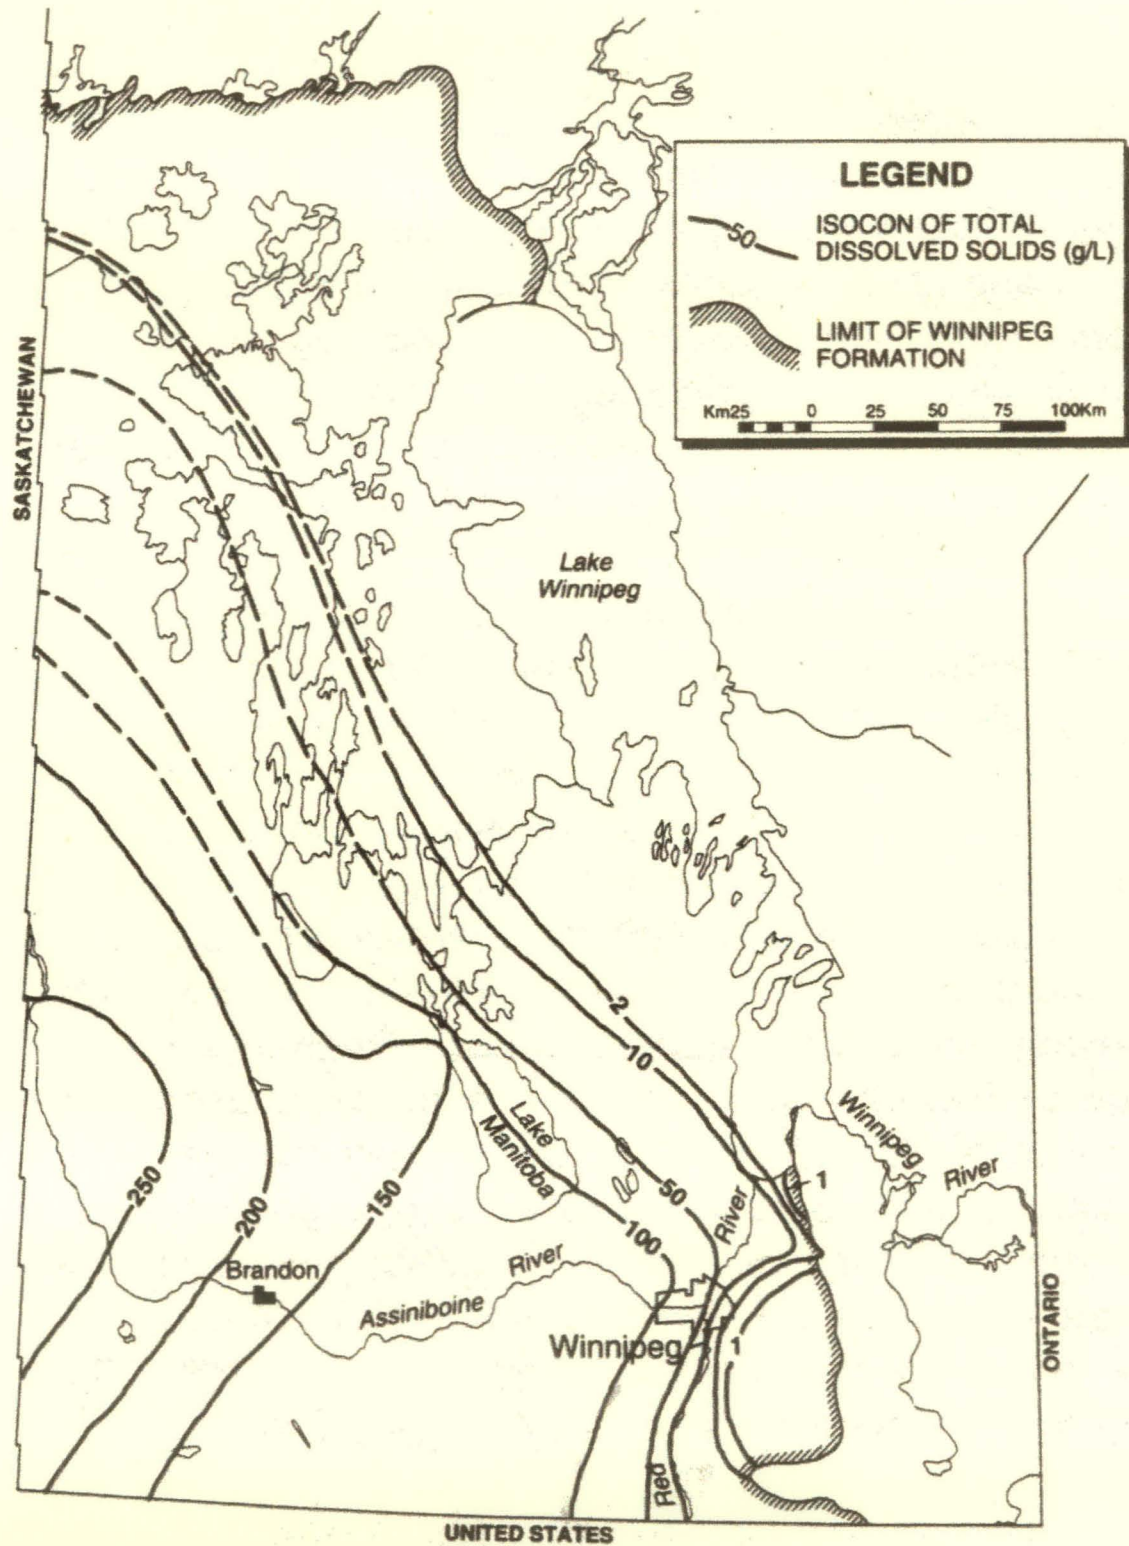 LEGEND
50
ISOCON OF TOTAL
DISSOLVED SOLIDS (g/L)
LIMIT OF WINNIPEG
FORMATION
Km25 0 25 50 75 100Km
SASKATCHEWAN
Lake
Winnipeg
2
10
Winnipeg
River
Lake
Manitoba
1
250
200
150
50
100
River
Brandon
River
Assiniboine
Winnipeg
1
ONTARIO
Red
UNITED STATES